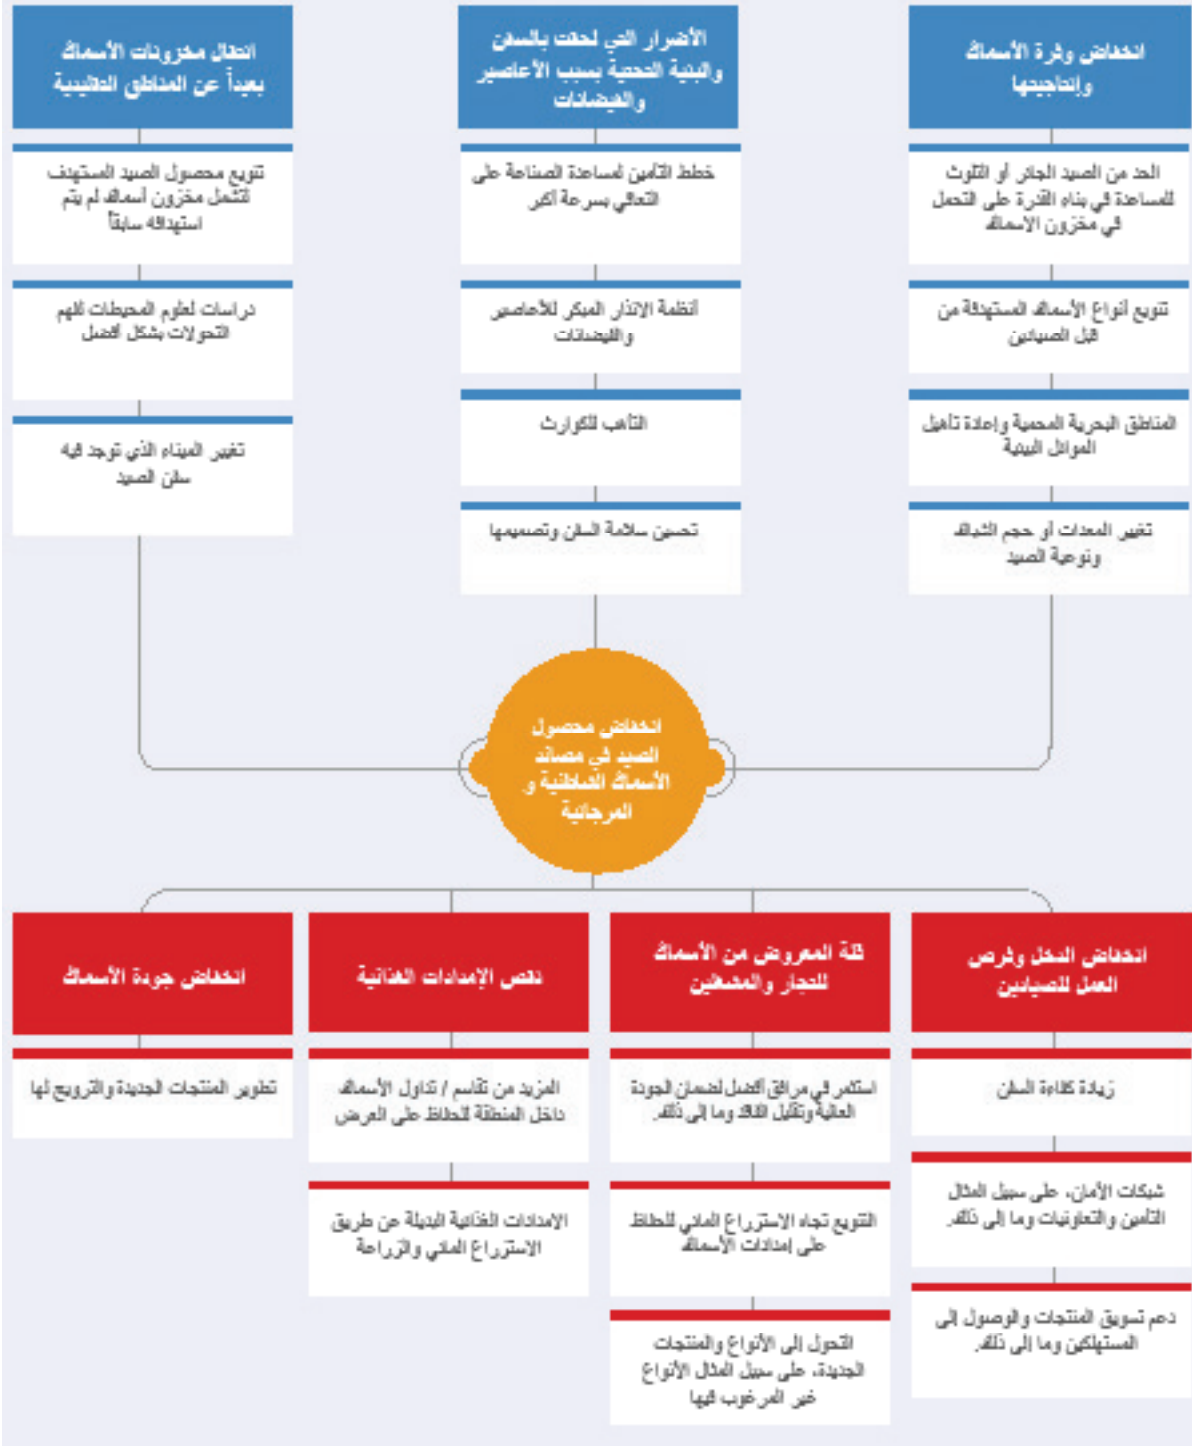 انخفاض وفرة الأسماك
وإنتاجيتها
الحد من الصيد الجائر أو التلوث
للمساعدة في بناء القدرة على التحمل
في مخزون الاسماك
تنويع أنواع الأسماك المستهدفة من
قبل الصيادين
المناطق البحرية المحمية وإعادة تأهيل
الموائل البيئية
تغيير المعدات أو حجم الشباك
ونوعية الصيد
الأضرار التي لحقت بالسفن
والبنية التحتية بسبب الأعاصير
والفيضانات
خطط التأمين لمساعدة الصناعة على
التعافي بسرعة أكبر
أنظمة الإنذار المبكر للأعاصير
والفيضانات
التأهب للكوارث
تحسين سلامة السفن وتصميمها
انتقال مخزونات الأسماك
بعيداً عن المناطق التقليدية
تنويع محصول الصيد المستهدف
لتشمل مخزون أسماك لم يتم
استهدافه سابقاً
دراسات لعلوم المحيطات لفهم
التحولات بشكل أفضل
تغيير الميناء الذي توجد فيه
سفن الصيد
انخفاض محصول
الصيد في مصائد
الأسماك الشاطئية و
المرجانية
انخفاض الدخل وفرص
العمل للصيادين
زيادة كفاءة السفن
شبكات الأمان، على سبيل المثال
التأمين والتعاونيات وما إلى ذلك.
دعم تسويق المنتجات والوصول إلى
المستهلكين وما إلى ذلك.
قلة المعروض من الأسماك
للتجار والمشغلين
استثمر في مرافق أفضل لضمان الجودة
العالية وتقليل الفاقد وما إلى ذلك.
التنويع تجاه الاستزراع المائي للحفاظ
على إمدادات الأسماك
التحول إلى الأنواع والمنتجات
الجديدة، على سبيل المثال الأنواع
غير المرغوب فيها
نقص الإمدادات الغذائية
المزيد من تقاسم / تداول الأسماك
داخل المنطقة للحفاظ على العرض
الإمدادات الغذائية البديلة عن طريق
الاستزراع المائي والزراعة
انخفاض جودة الأسماك
تطوير المنتجات الجديدة والترويج لها